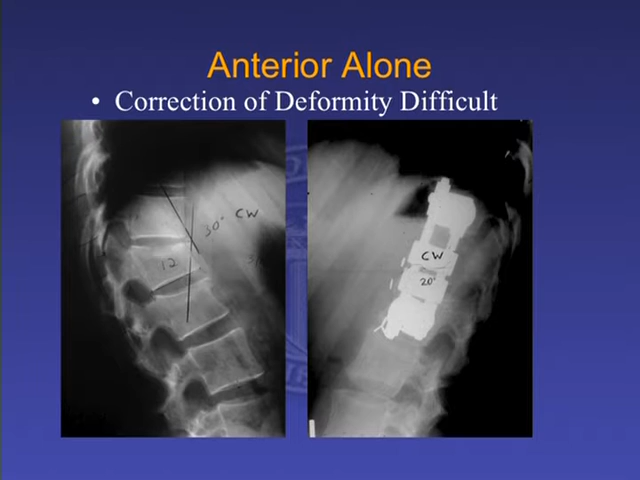 Anterior Alone
• Correction of Deformity Difficult
30° CW
12
CW
20°